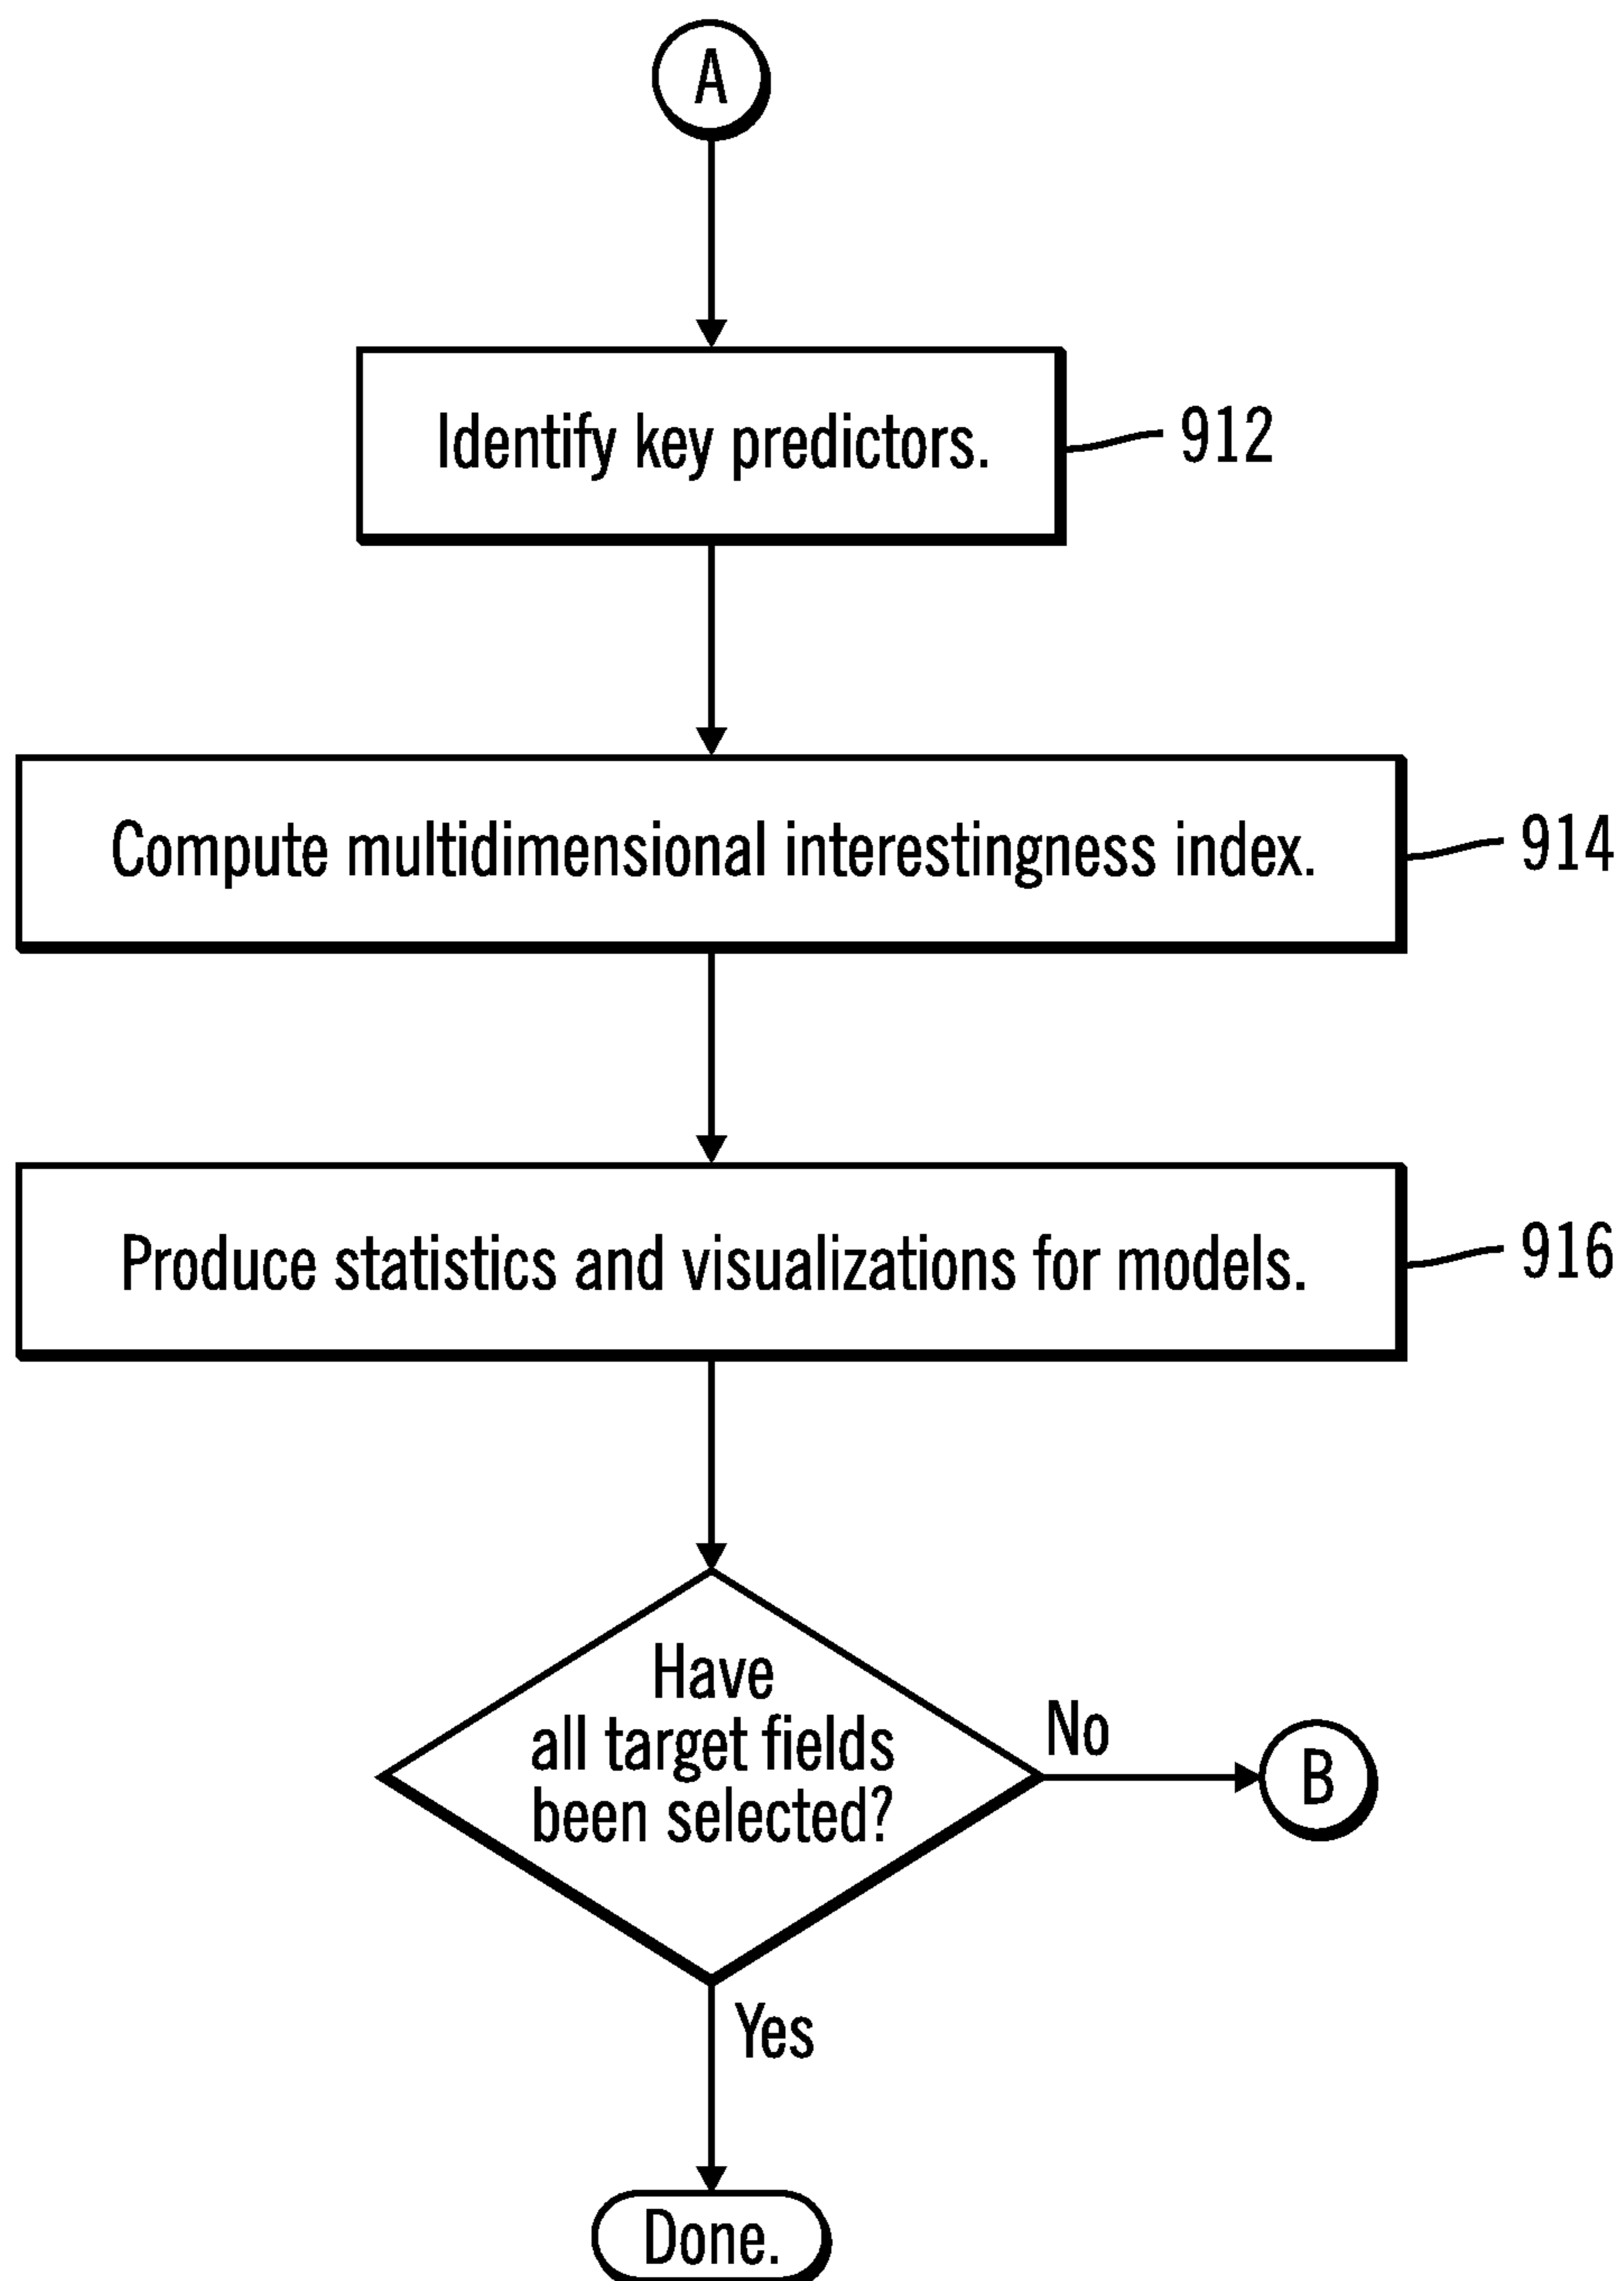 A
Identify key predictors.
912
Compute multidimensional interestingness index.
914
Produce statistics and visualizations for models.
916
Have
all target fields
been selected?
No
B
Yes
Done.